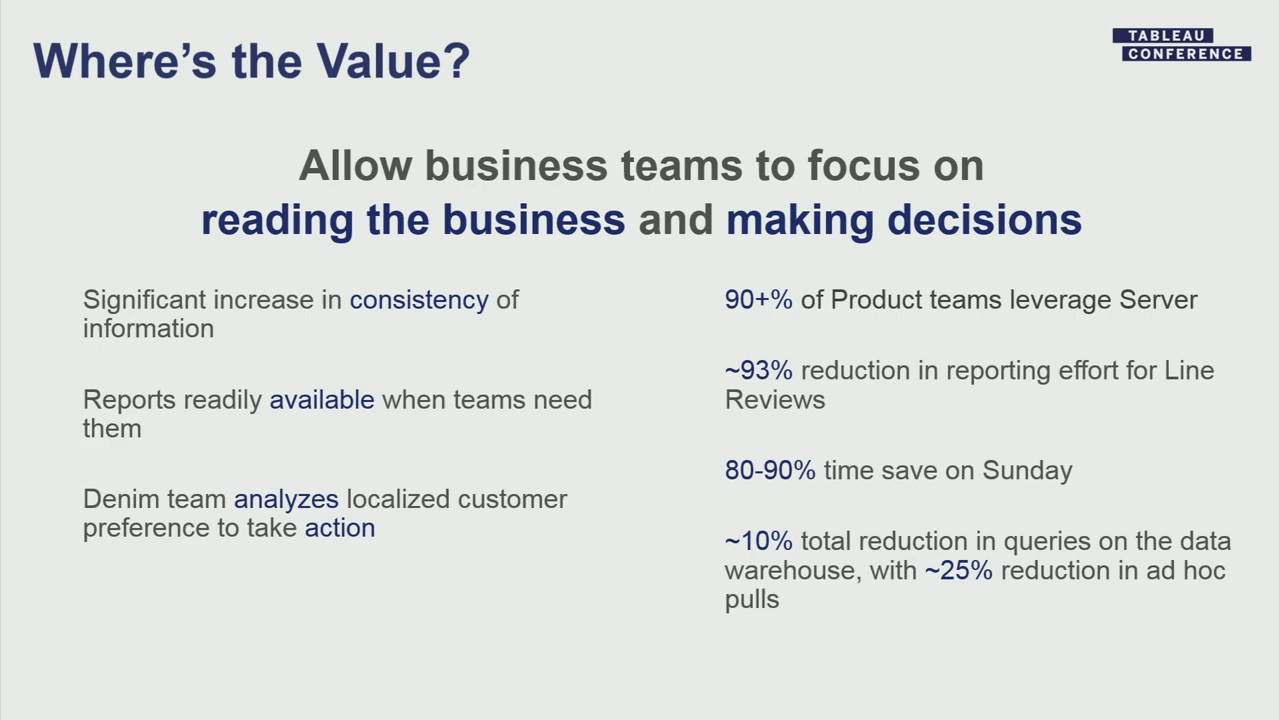 Where’s the Value?
TABLEAU
CONFERENCE
Allow business teams to focus on
reading the business and making decisions
Significant increase in consistency of
information
Reports readily available when teams need
them
Denim team analyzes localized customer
preference to take action
90+% of Product teams leverage Server
~93% reduction in reporting effort for Line
Reviews
80-90% time save on Sunday
~10% total reduction in queries on the data
warehouse, with ~25% reduction in ad hoc
pulls